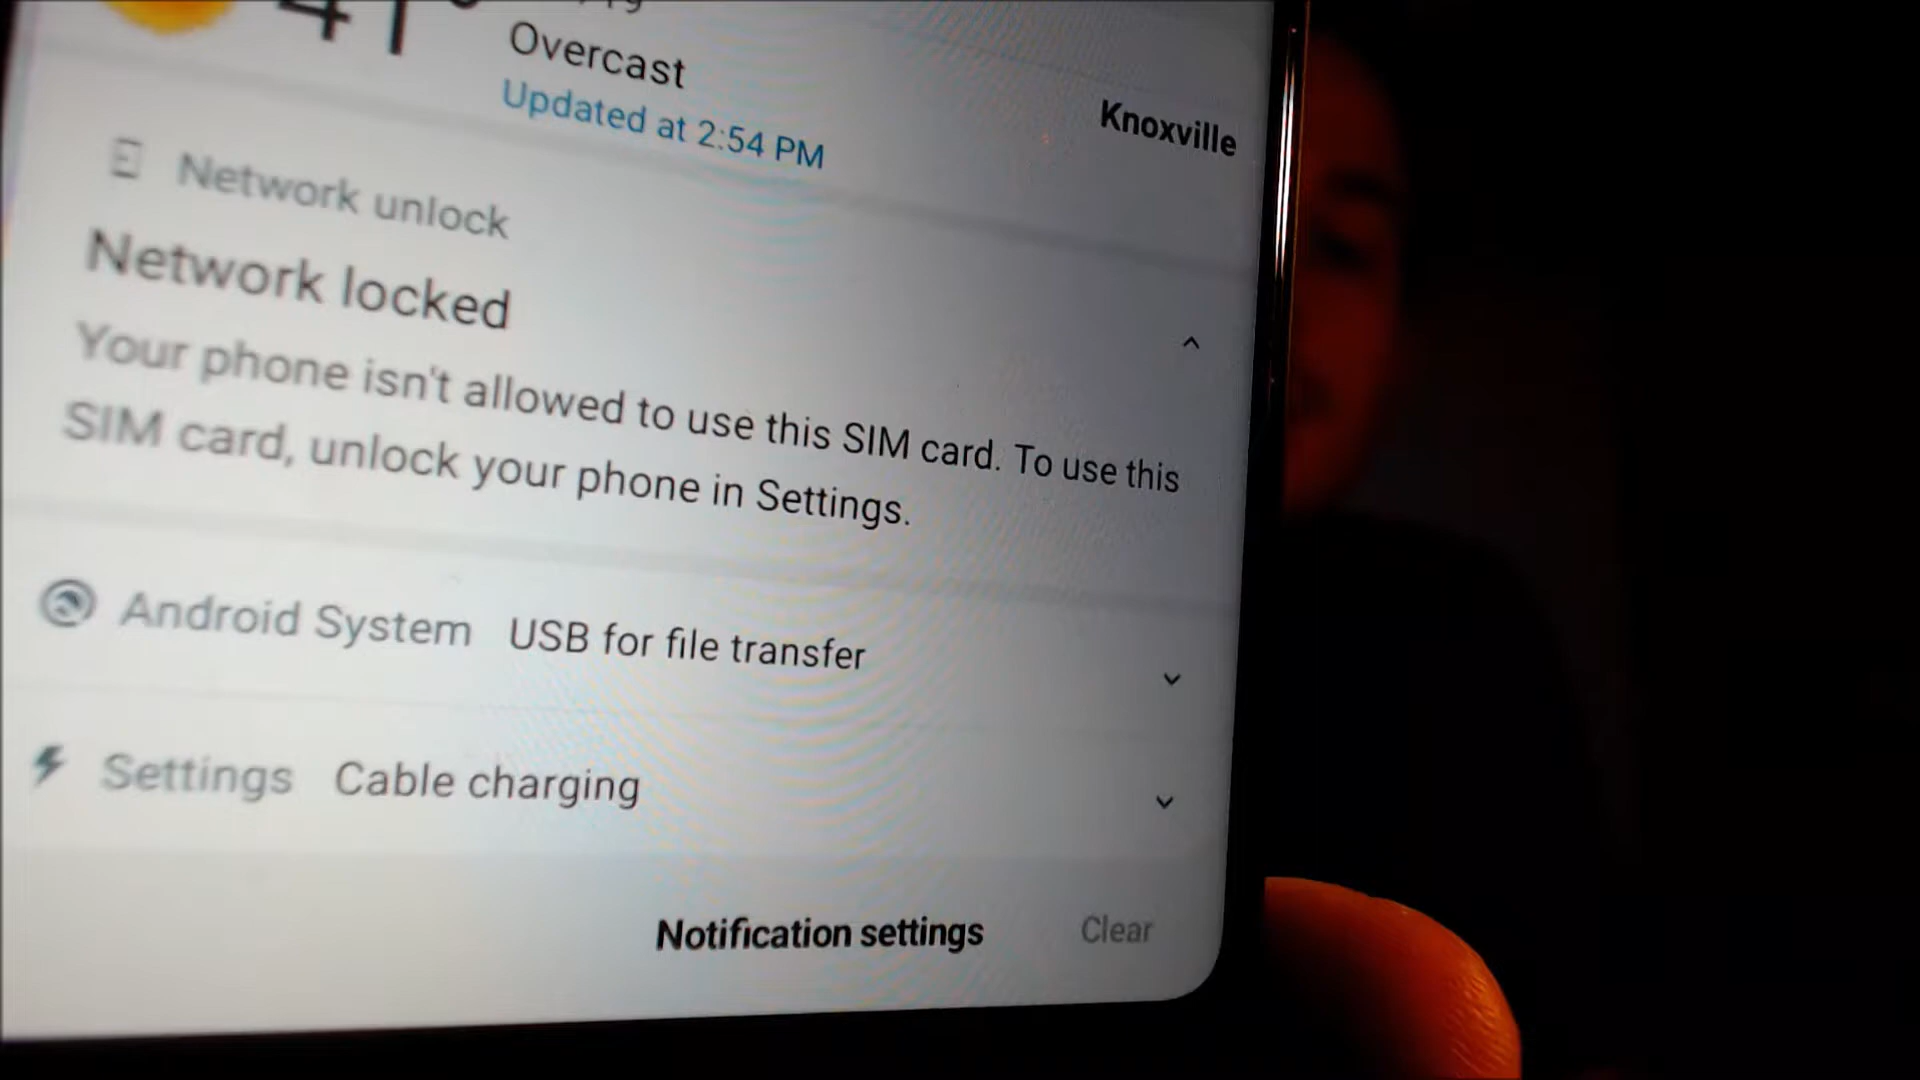 41°
Overcast
Updated at 2:54 PM
Knoxville
Network unlock
Network locked
Your phone isn't allowed to use this SIM card. To use this
SIM card, unlock your phone in Settings.
Android System USB for file transfer
Settings Cable charging
Notification settings Clear